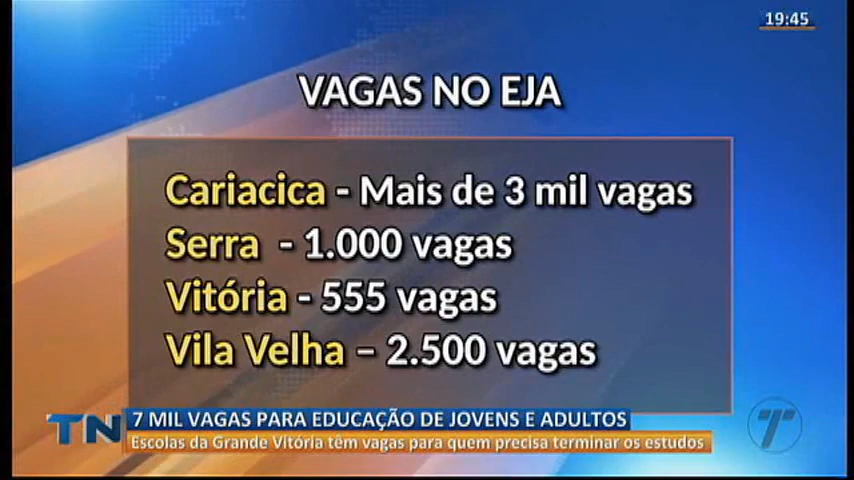 19:45
VAGAS NO EJA
Cariacica - Mais de 3 mil vagas
Serra - 1.000 vagas
Vitória - 555 vagas
Vila Velha – 2.500 vagas
TN
7 MIL VAGAS PARA EDUCAÇÃO DE JOVENS E ADULTOS
Escolas da Grande Vitória têm vagas para quem precisa terminar os estudos
T